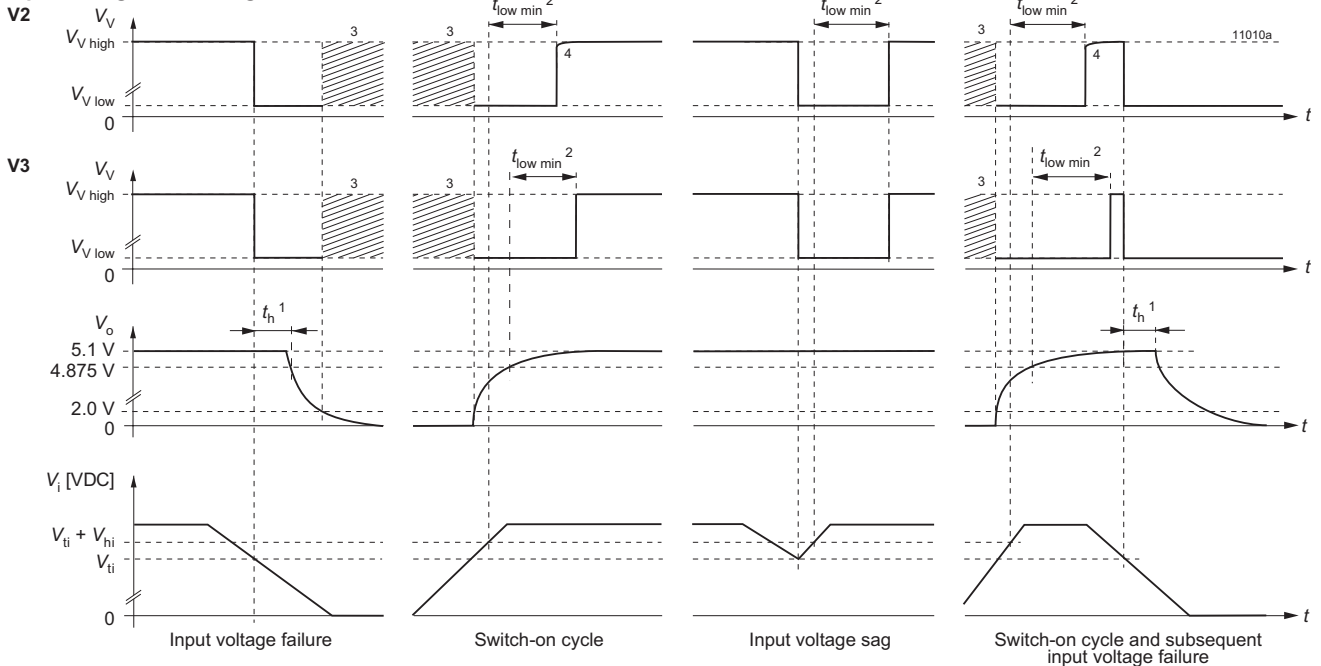 V2
V_V
V_V high
V_V low
0
3
3
t_low min 2
4
t_low min 2
3
t_low min 2
4
11010a
t
V3
V_V
V_V high
V_V low
0
3
3
t_low min 2
3
t_low min 2
t
V_o
5.1 V
4.875 V
2.0 V
0
t_h 1
t_h 1
t
V_i [VDC]
V_ti + V_hi
V_ti
0
t
Input voltage failure
Switch-on cycle
Input voltage sag
Switch-on cycle and subsequent
input voltage failure